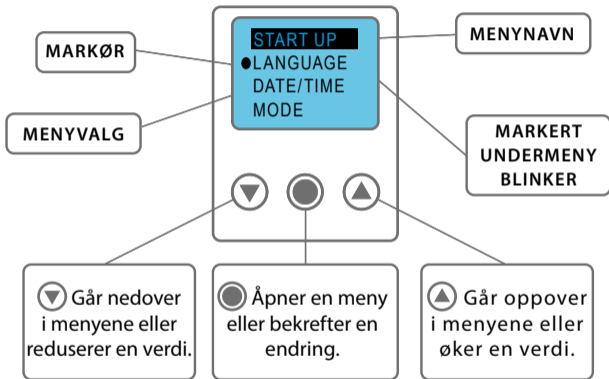 MARKØR
START UP
LANGUAGE
DATE/TIME
MODE
MENYNAVN
MENYVALG
MARKERT
UNDERMENY
BLINKER
Går nedover
i menyene eller
reduserer en verdi.
Åpner en meny
eller bekrefter en
endring.
Går oppover
i menyene eller
øker en verdi.